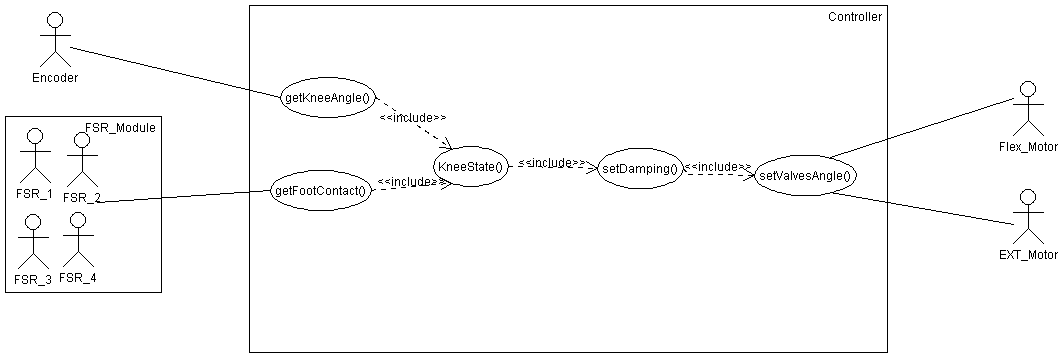 Controller
Encoder
getKneeAngle()
<<include>>
FSR_Module
FSR_1
FSR_2
FSR_3
FSR_4
getFootContact()
<<include>>
KneeState()
<<include>>
setDamping()
<<include>>
setValvesAngle()
Flex_Motor
EXT_Motor